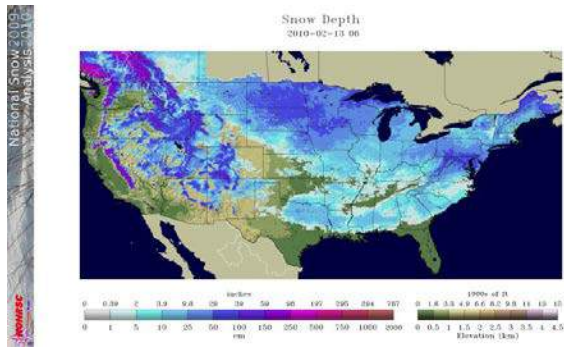 Snow Depth
2010-02-13 06
National Snow
Analysis
2009
2010
NOHRSC
inches
0 0.39 2 3.9 9.8 20 39 59 98 197 295 394 787
0 1 5 10 25 50 100 150 250 500 750 1000 2000
cm
1000s of ft
0 1.6 3.3 4.9 6.6 8.2 9.8 11 13 15
0 0.5 1 1.5 2 2.5 3 3.5 4 4.5
Elevation (km)